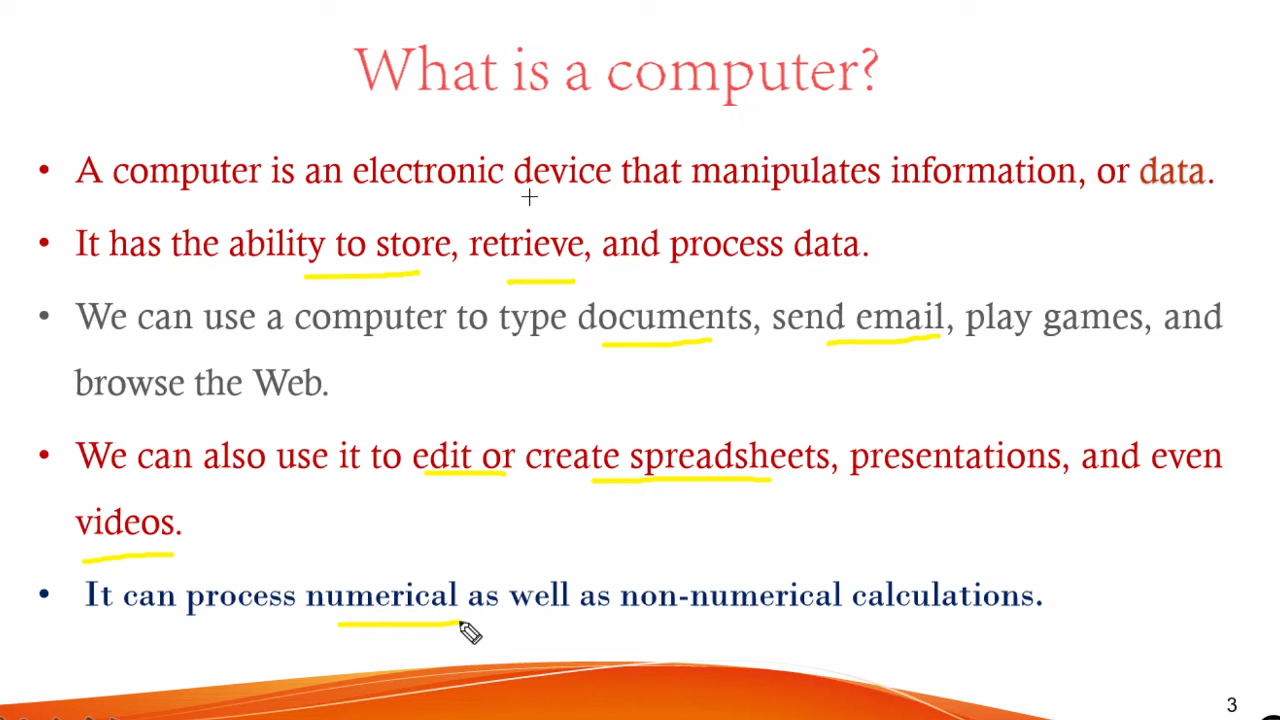 What is a computer?
• A computer is an electronic device that manipulates information, or data.
• It has the ability to store, retrieve, and process data.
• We can use a computer to type documents, send email, play games, and
browse the Web.
• We can also use it to edit or create spreadsheets, presentations, and even
videos.
• It can process numerical as well as non-numerical calculations.
3